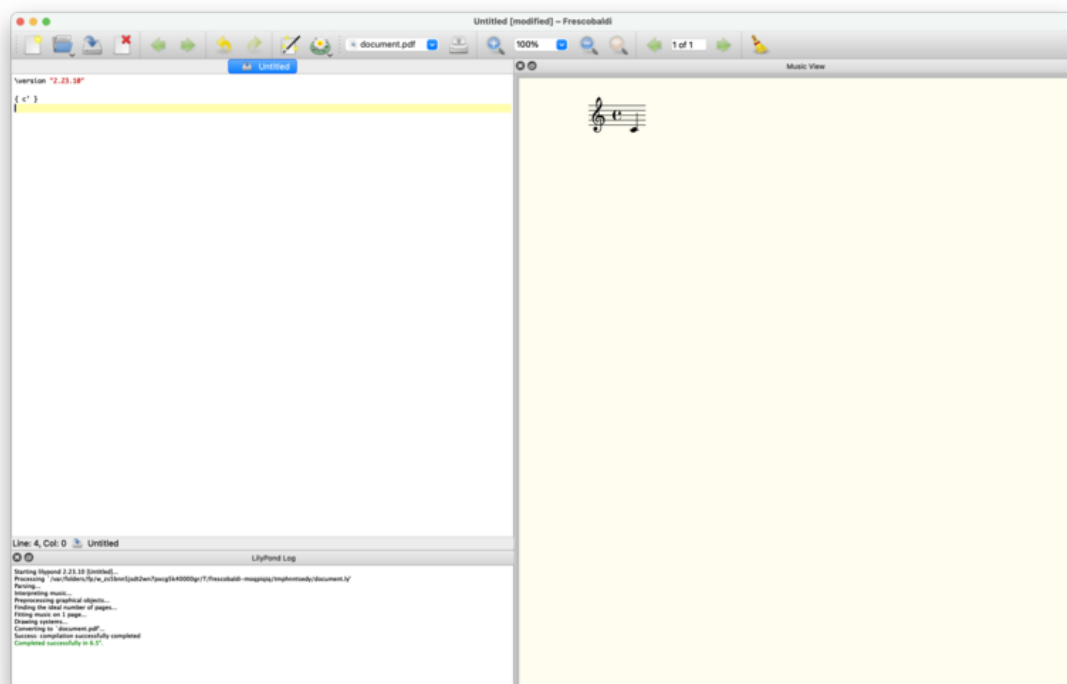 Untitled [modified] – Frescobaldi
document.pdf
100%
1 of 1
Untitled
Music View
\version "2.23.10"
{ c' }
Line: 4, Col: 0 Untitled
LilyPond Log
Starting lilypond 2.23.10 [Untitled]...
Parsing...
Interpreting music...
Preprocessing graphical objects...
Finding the ideal number of pages...
Fitting music on 1 page...
Drawing systems...
Converting to `document.pdf'...
Success: compilation successfully completed
Completed successfully in 6.5".